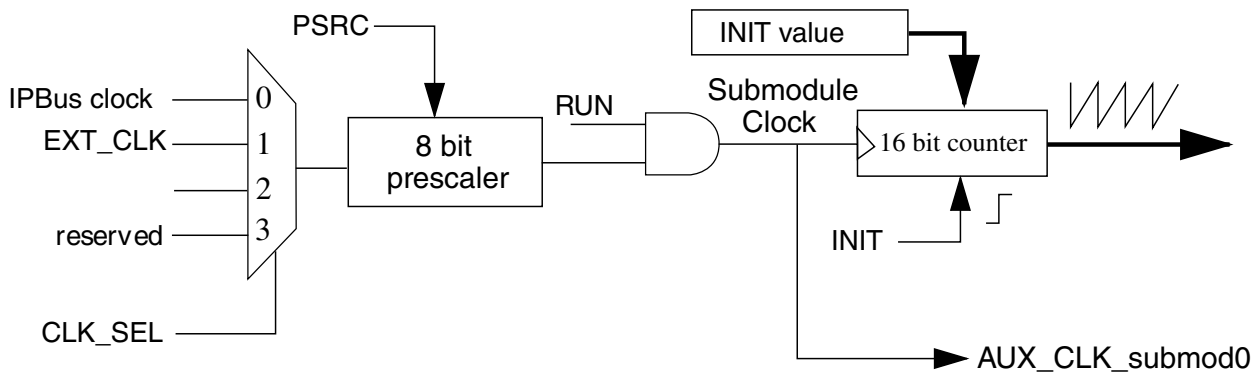 PSRC
INIT value
IPBus clock
0
RUN
Submodule
Clock
EXT_CLK
1
8 bit
prescaler
16 bit counter
2
reserved
3
INIT
CLK_SEL
AUX_CLK_submod0